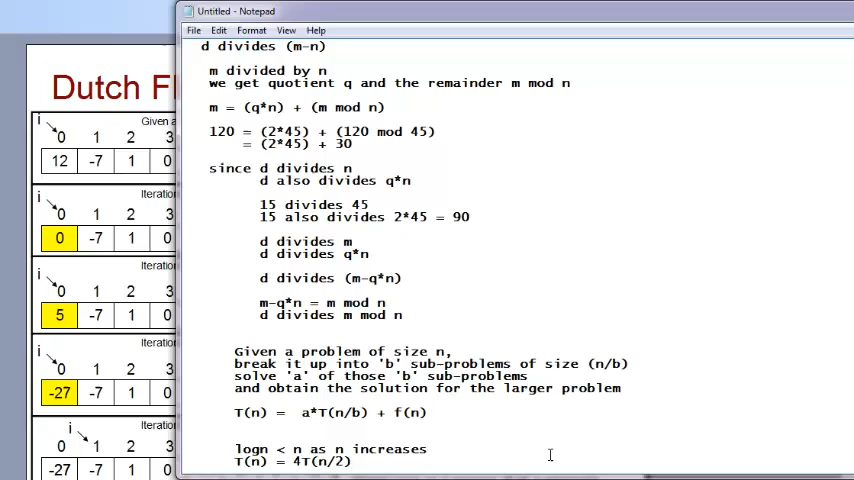 Untitled - Notepad
File Edit Format View Help
d divides (m-n)
m divided by n
we get quotient q and the remainder m mod n
m = (q*n) + (m mod n)
120 = (2*45) + (120 mod 45)
= (2*45) + 30
since d divides n
d also divides q*n
15 divides 45
15 also divides 2*45 = 90
d divides m
d divides q*n
d divides (m-q*n)
m-q*n = m mod n
d divides m mod n
Given a problem of size n,
break it up into 'b' sub-problems of size (n/b)
solve 'a' of those 'b' sub-problems
and obtain the solution for the larger problem
T(n) = a*T(n/b) + f(n)
logn < n as n increases
T(n) = 4T(n/2)
Dutch
Given
i
0 1 2 3
12 -7 1 0
Iteration
i
0 1 2 3
0 -7 1 0
Iteration
i
0 1 2 3
5 -7 1 0
Iteration
i
0 1 2 3
-27 -7 1 0
Iteration
i
0 1 2 3
-27 -7 1 0